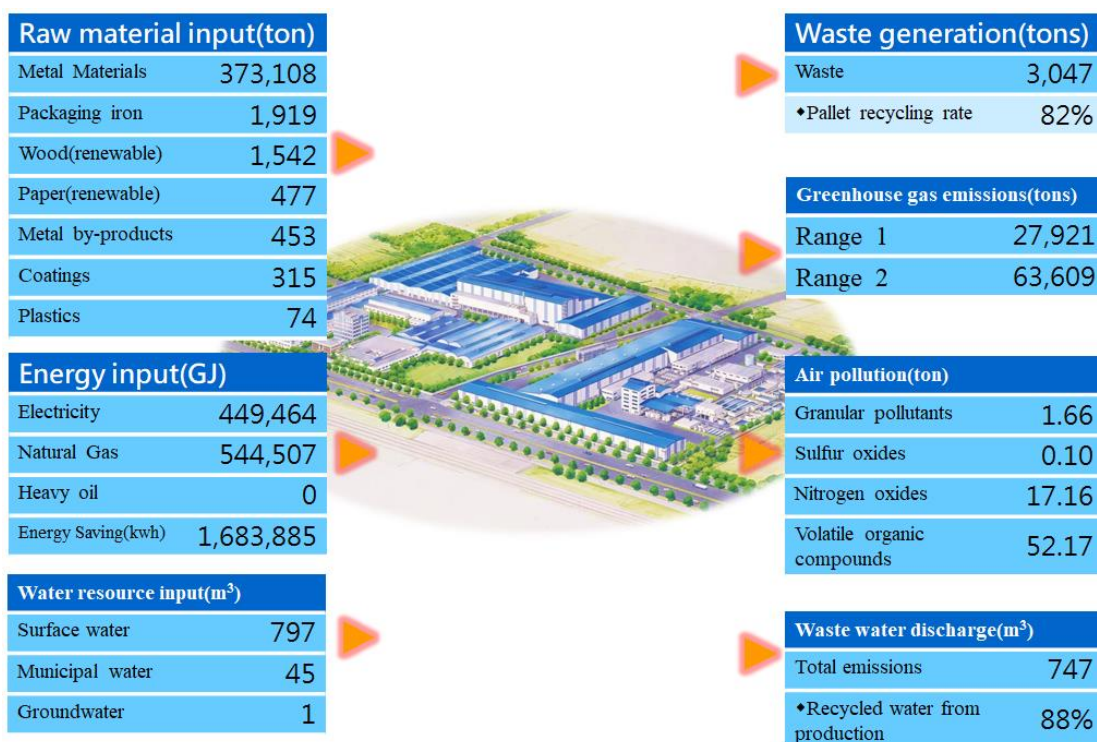 Raw material input(ton)
Metal Materials 373,108
Packaging iron 1,919
Wood(renewable) 1,542
Paper(renewable) 477
Metal by-products 453
Coatings 315
Plastics 74
Energy input(GJ)
Electricity 449,464
Natural Gas 544,507
Heavy oil 0
Energy Saving(kwh) 1,683,885
Water resource input(m³)
Surface water 797
Municipal water 45
Groundwater 1
Waste generation(tons)
Waste 3,047
◆Pallet recycling rate 82%
Greenhouse gas emissions(tons)
Range 1 27,921
Range 2 63,609
Air pollution(ton)
Granular pollutants 1.66
Sulfur oxides 0.10
Nitrogen oxides 17.16
Volatile organic
compounds 52.17
Waste water discharge(m³)
Total emissions 747
◆Recycled water from
production 88%